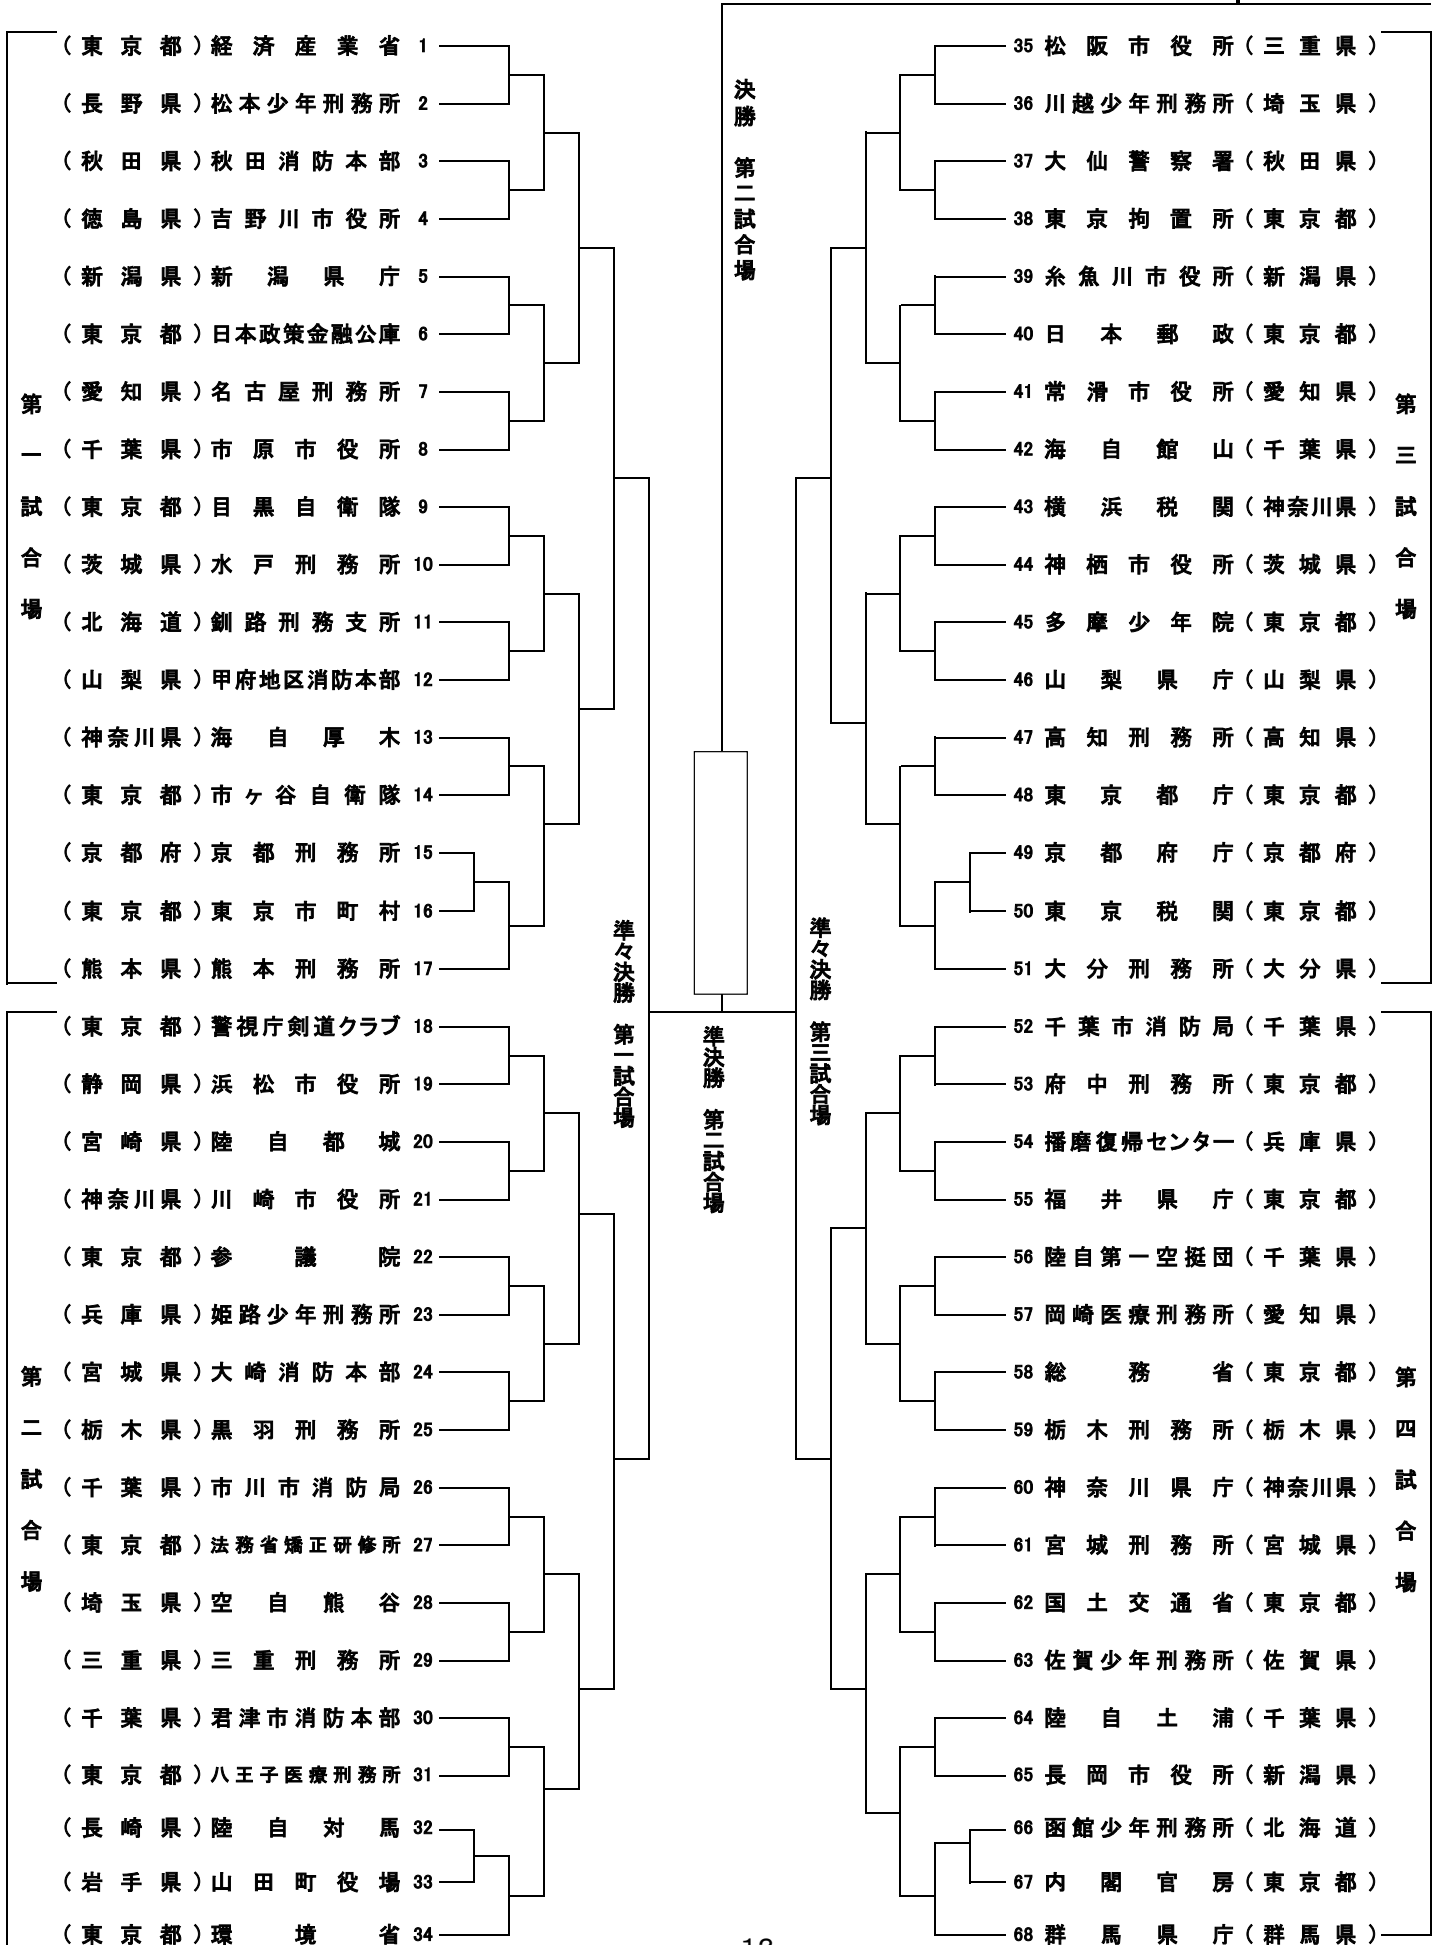 (東京都)経済産業省 1
(長野県)松本少年刑務所 2
(秋田県)秋田消防本部 3
(徳島県)吉野川市役所 4
(新潟県)新潟県庁 5
(東京都)日本政策金融公庫 6
(愛知県)名古屋刑務所 7
(千葉県)市原市役所 8
(東京都)目黒自衛隊 9
(茨城県)水戸刑務所 10
(北海道)釧路刑務支所 11
(山梨県)甲府地区消防本部 12
(神奈川県)海自厚木 13
(東京都)市ヶ谷自衛隊 14
(京都府)京都刑務所 15
(東京都)東京市町村 16
(熊本県)熊本刑務所 17
第一試合場
(東京都)警視庁剣道クラブ 18
(静岡県)浜松市役所 19
(宮崎県)陸自都城 20
(神奈川県)川崎市役所 21
(東京都)参議院 22
(兵庫県)姫路少年刑務所 23
(宮城県)大崎消防本部 24
(栃木県)黒羽刑務所 25
(千葉県)市川市消防局 26
(東京都)法務省矯正研修所 27
(埼玉県)空自熊谷 28
(三重県)三重刑務所 29
(千葉県)君津市消防本部 30
(東京都)八王子医療刑務所 31
(長崎県)陸自対馬 32
(岩手県)山田町役場 33
(東京都)環境省 34
第二試合場
決勝 第二試合場
準々決勝 第一試合場
準決勝 第二試合場
準々決勝 第三試合場
35 松阪市役所(三重県)
36 川越少年刑務所(埼玉県)
37 大仙警察署(秋田県)
38 東京拘置所(東京都)
39 糸魚川市役所(新潟県)
40 日本郵政(東京都)
41 常滑市役所(愛知県)
42 海自館山(千葉県)
43 横浜税関(神奈川県)
44 神栖市役所(茨城県)
45 多摩少年院(東京都)
46 山梨県庁(山梨県)
47 高知刑務所(高知県)
48 東京都庁(東京都)
49 京都府庁(京都府)
50 東京税関(東京都)
51 大分刑務所(大分県)
第三試合場
52 千葉市消防局(千葉県)
53 府中刑務所(東京都)
54 播磨復帰センター(兵庫県)
55 福井県庁(東京都)
56 陸自第一空挺団(千葉県)
57 岡崎医療刑務所(愛知県)
58 総務省(東京都)
59 栃木刑務所(栃木県)
60 神奈川県庁(神奈川県)
61 宮城刑務所(宮城県)
62 国土交通省(東京都)
63 佐賀少年刑務所(佐賀県)
64 陸自土浦(千葉県)
65 長岡市役所(新潟県)
66 函館少年刑務所(北海道)
67 内閣官房(東京都)
68 群馬県庁(群馬県)
第四試合場